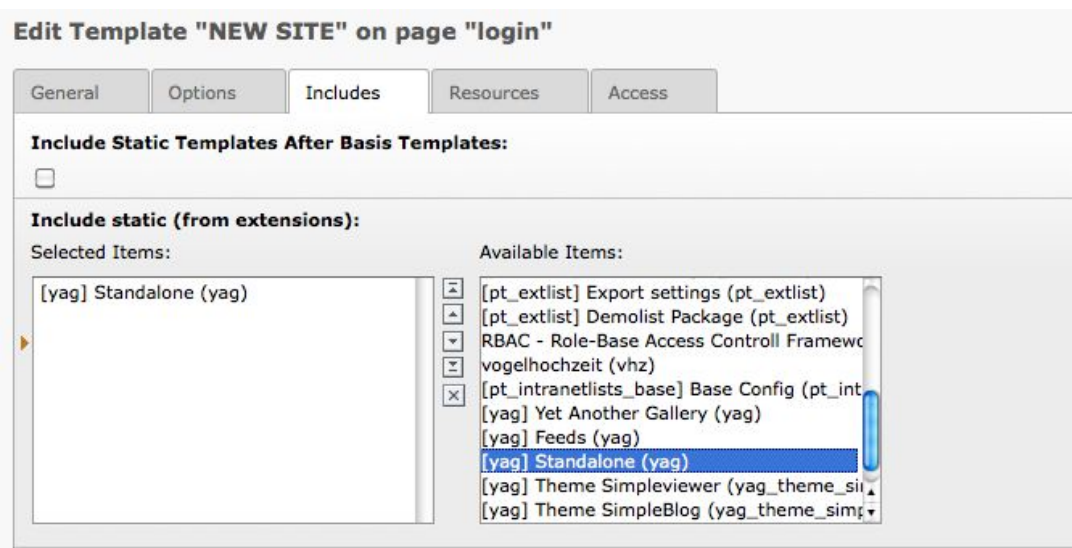 Edit Template "NEW SITE" on page "login"
General Options Includes Resources Access
Include Static Templates After Basis Templates:
Include static (from extensions):
Selected Items: Available Items:
[yag] Standalone (yag)
[pt_extlist] Export settings (pt_extlist)
[pt_extlist] Demolist Package (pt_extlist)
RBAC - Role-Base Access Controll Framewo
vogelhochzeit (vhz)
[pt_intranetlists_base] Base Config (pt_int
[yag] Yet Another Gallery (yag)
[yag] Feeds (yag)
[yag] Standalone (yag)
[yag] Theme Simpleviewer (yag_theme_si
[yag] Theme SimpleBlog (yag_theme_simp